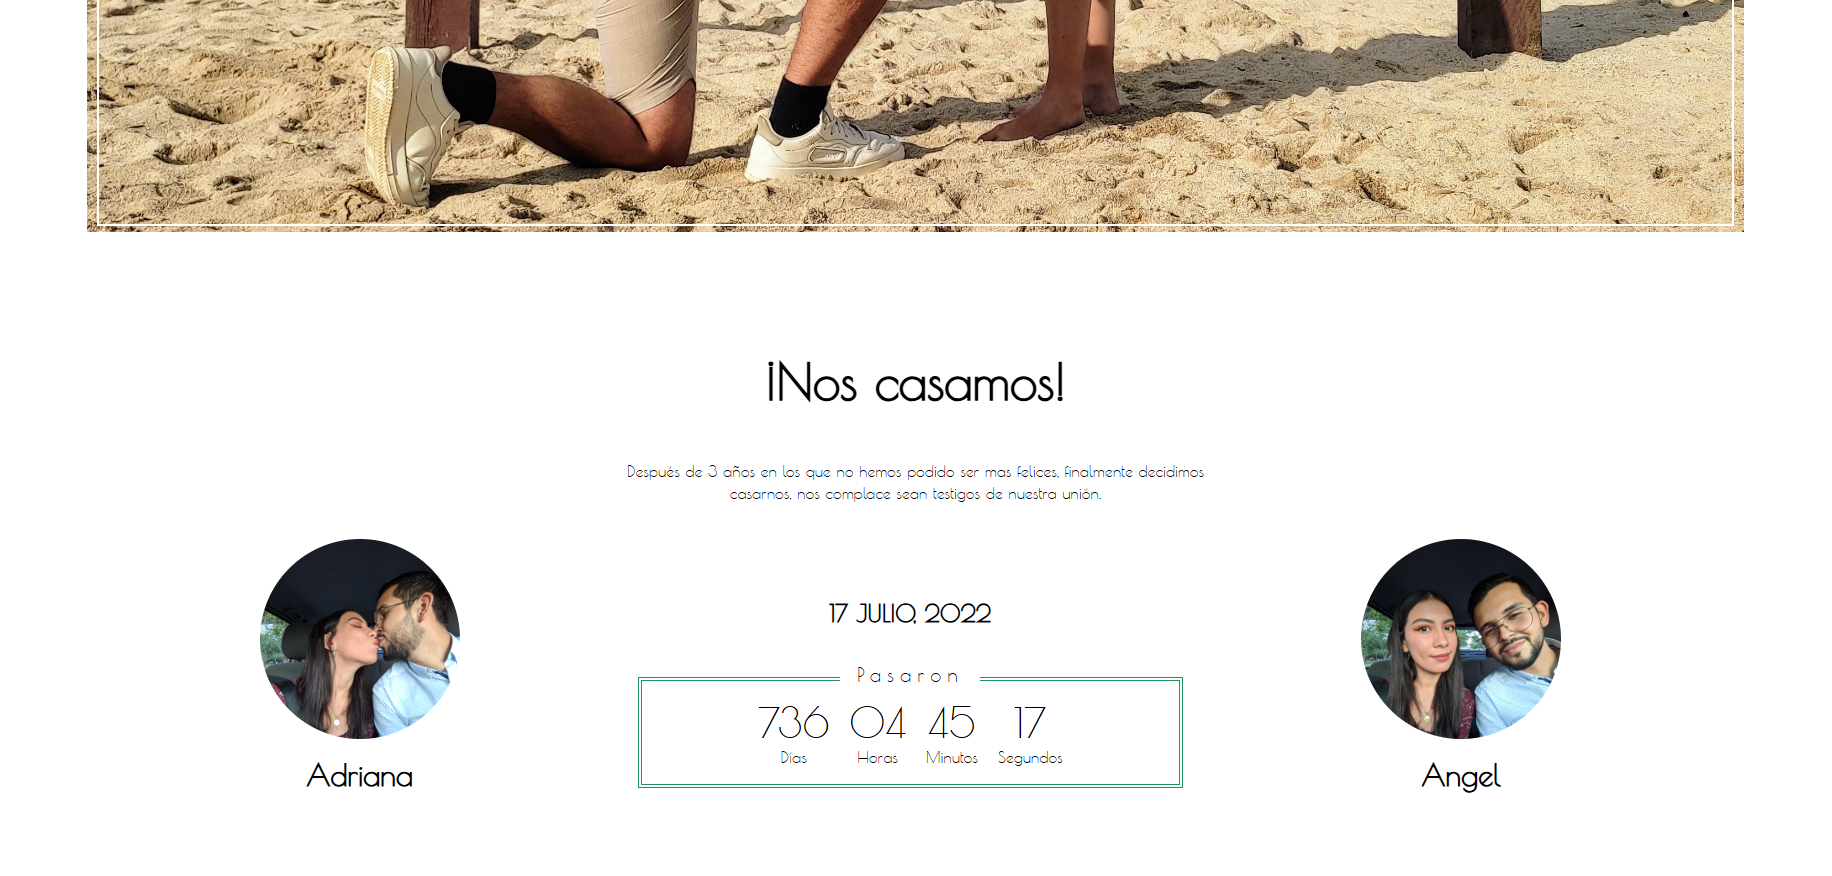 ¡Nos casamos!
Después de 3 años en los que no hemos podido ser mas felices, finalmente decidimos
casarnos, nos complace sean testigos de nuestra unión.
17 JULIO, 2022
Pasaron
736 04 45 17
Días Horas Minutos Segundos
Adriana
Angel